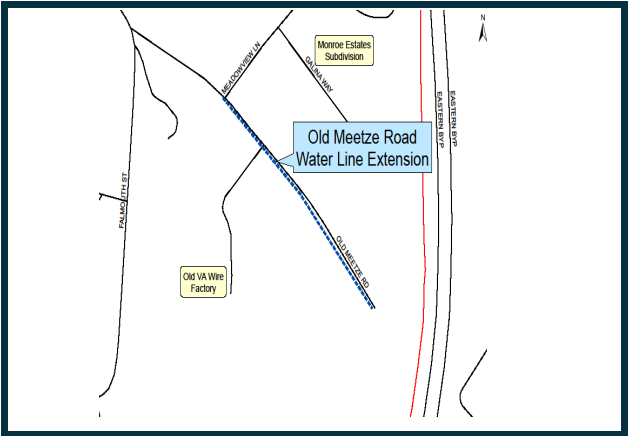 N
Monroe Estates
Subdivision
MEADOWVIEW LN
GALINA WAY
EASTERN BYP
EASTERN BYP
Old Meetze Road
Water Line Extension
FALMOUTH ST
OLD MEETZE RD
Old VA Wire
Factory